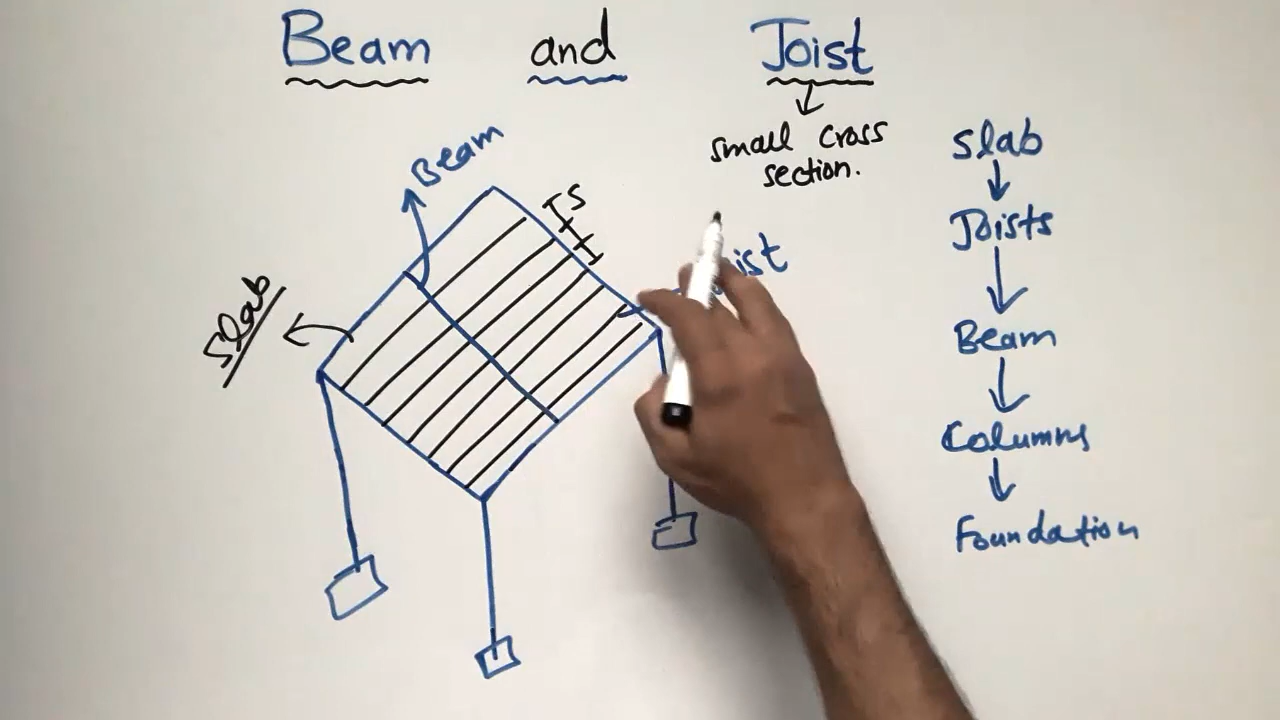 Beam and Joist
small cross
section.
Beam
Slab
S
Slab
Joists
Beam
Columns
Foundation